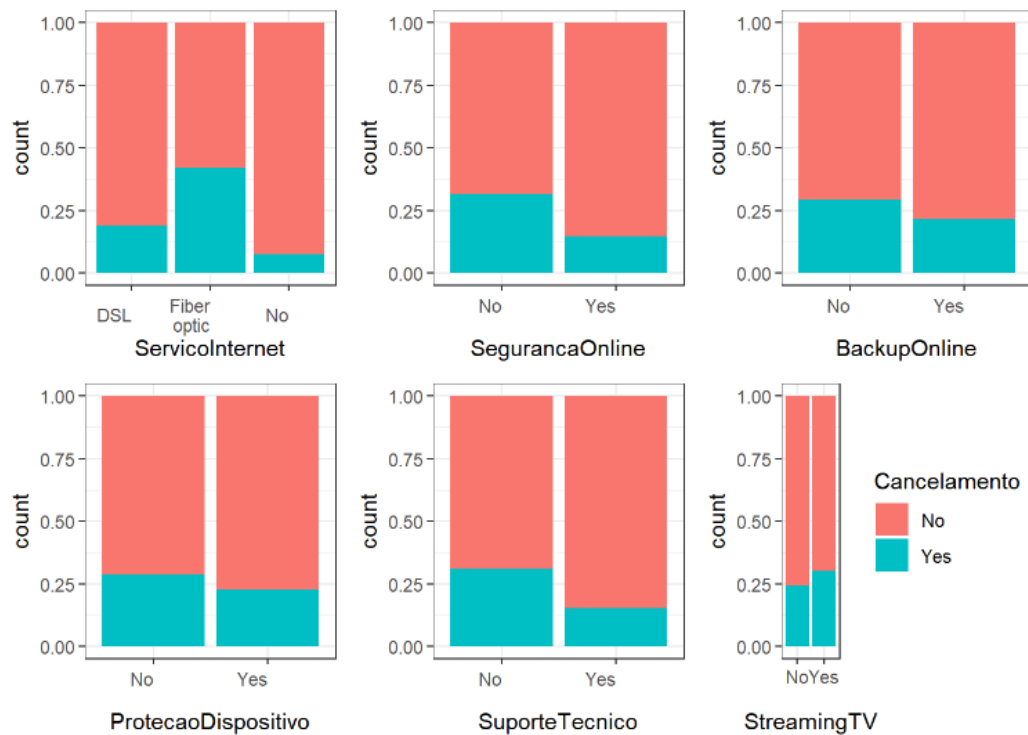 1.00
0.75
0.50
0.25
0.00
count
DSL
Fiber
optic
No
ServicoInternet
1.00
0.75
0.50
0.25
0.00
count
No Yes
SegurancaOnline
1.00
0.75
0.50
0.25
0.00
count
No Yes
BackupOnline
1.00
0.75
0.50
0.25
0.00
count
No Yes
ProtecaoDispositivo
1.00
0.75
0.50
0.25
0.00
count
No Yes
SuporteTecnico
1.00
0.75
0.50
0.25
0.00
count
NoYes
StreamingTV
Cancelamento
No
Yes